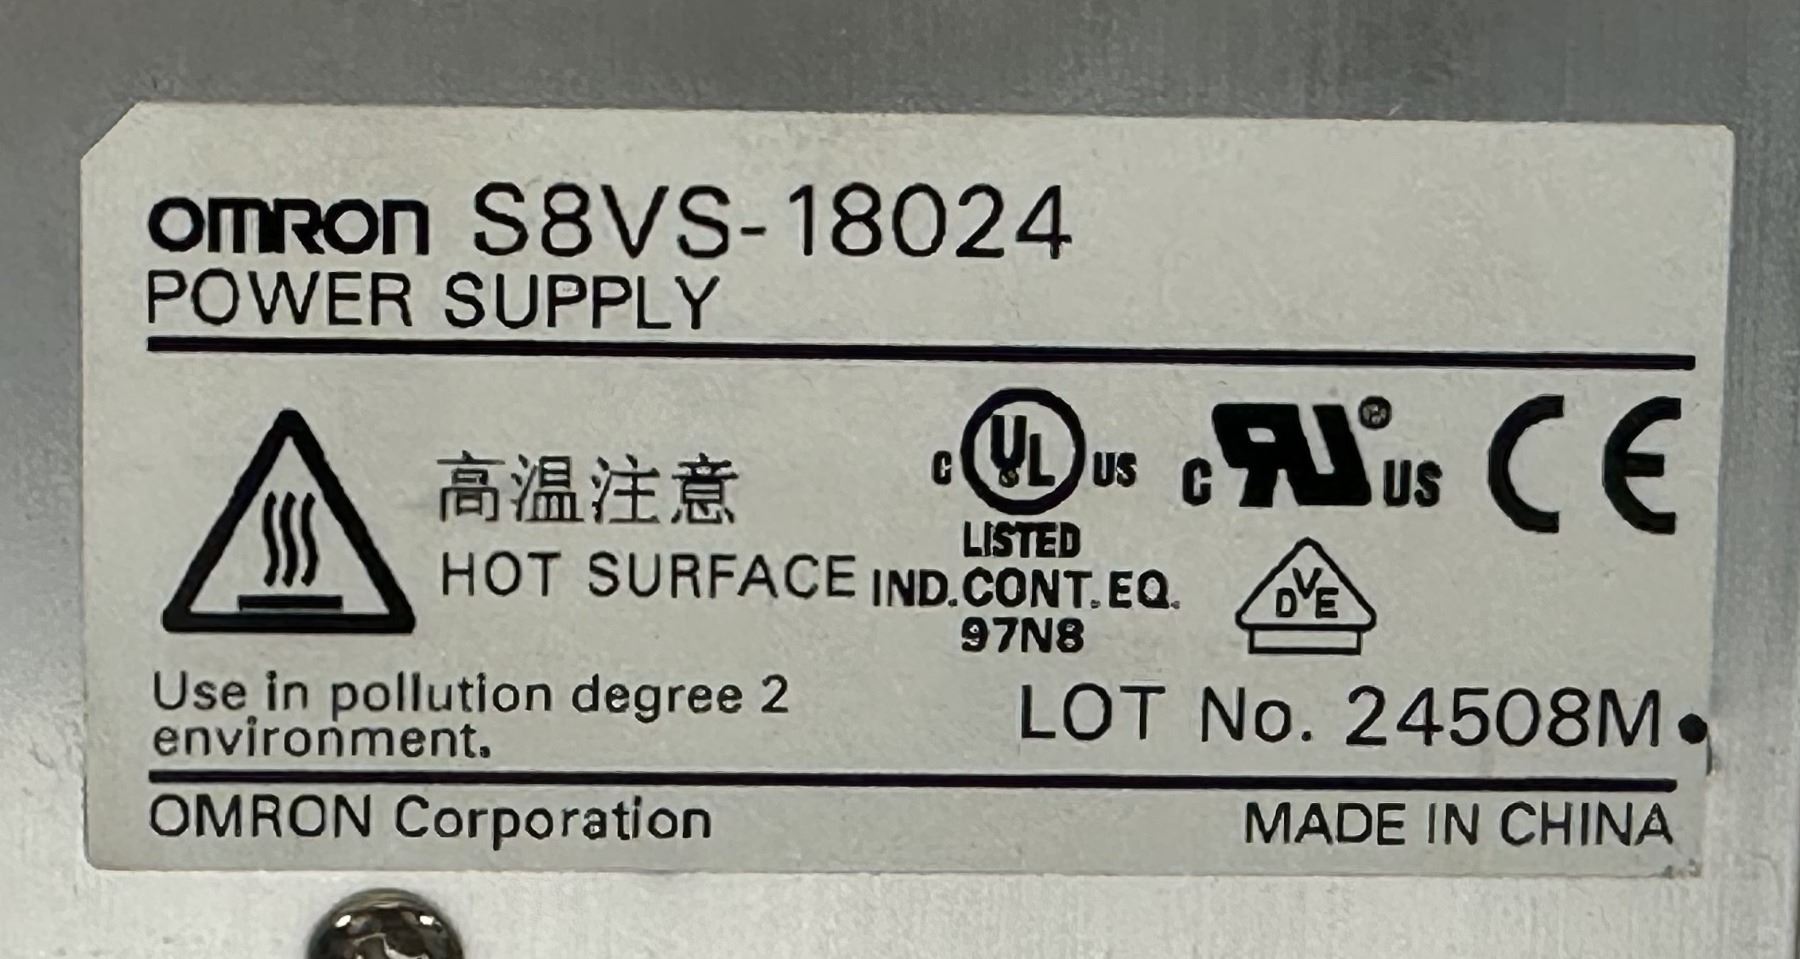 OMRON S8VS-18024
POWER SUPPLY
高温注意
HOT SURFACE
C UL US
LISTED
IND.CONT.EQ.
97N8
C RU® US
CE
DVE
Use in pollution degree 2
environment.
LOT No. 24508M
OMRON Corporation
MADE IN CHINA